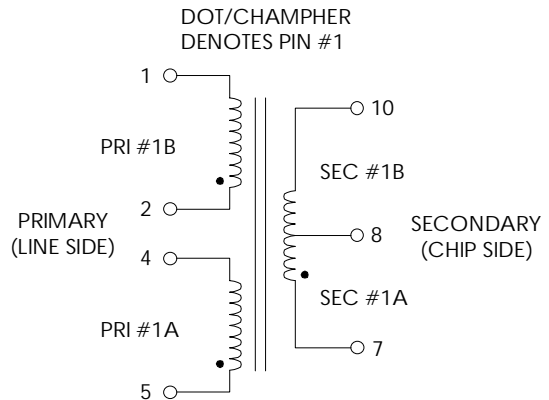 DOT/CHAMPHER
DENOTES PIN #1
1
10
PRI #1B
SEC #1B
2
PRIMARY
(LINE SIDE)
8
SECONDARY
(CHIP SIDE)
4
SEC #1A
PRI #1A
7
5